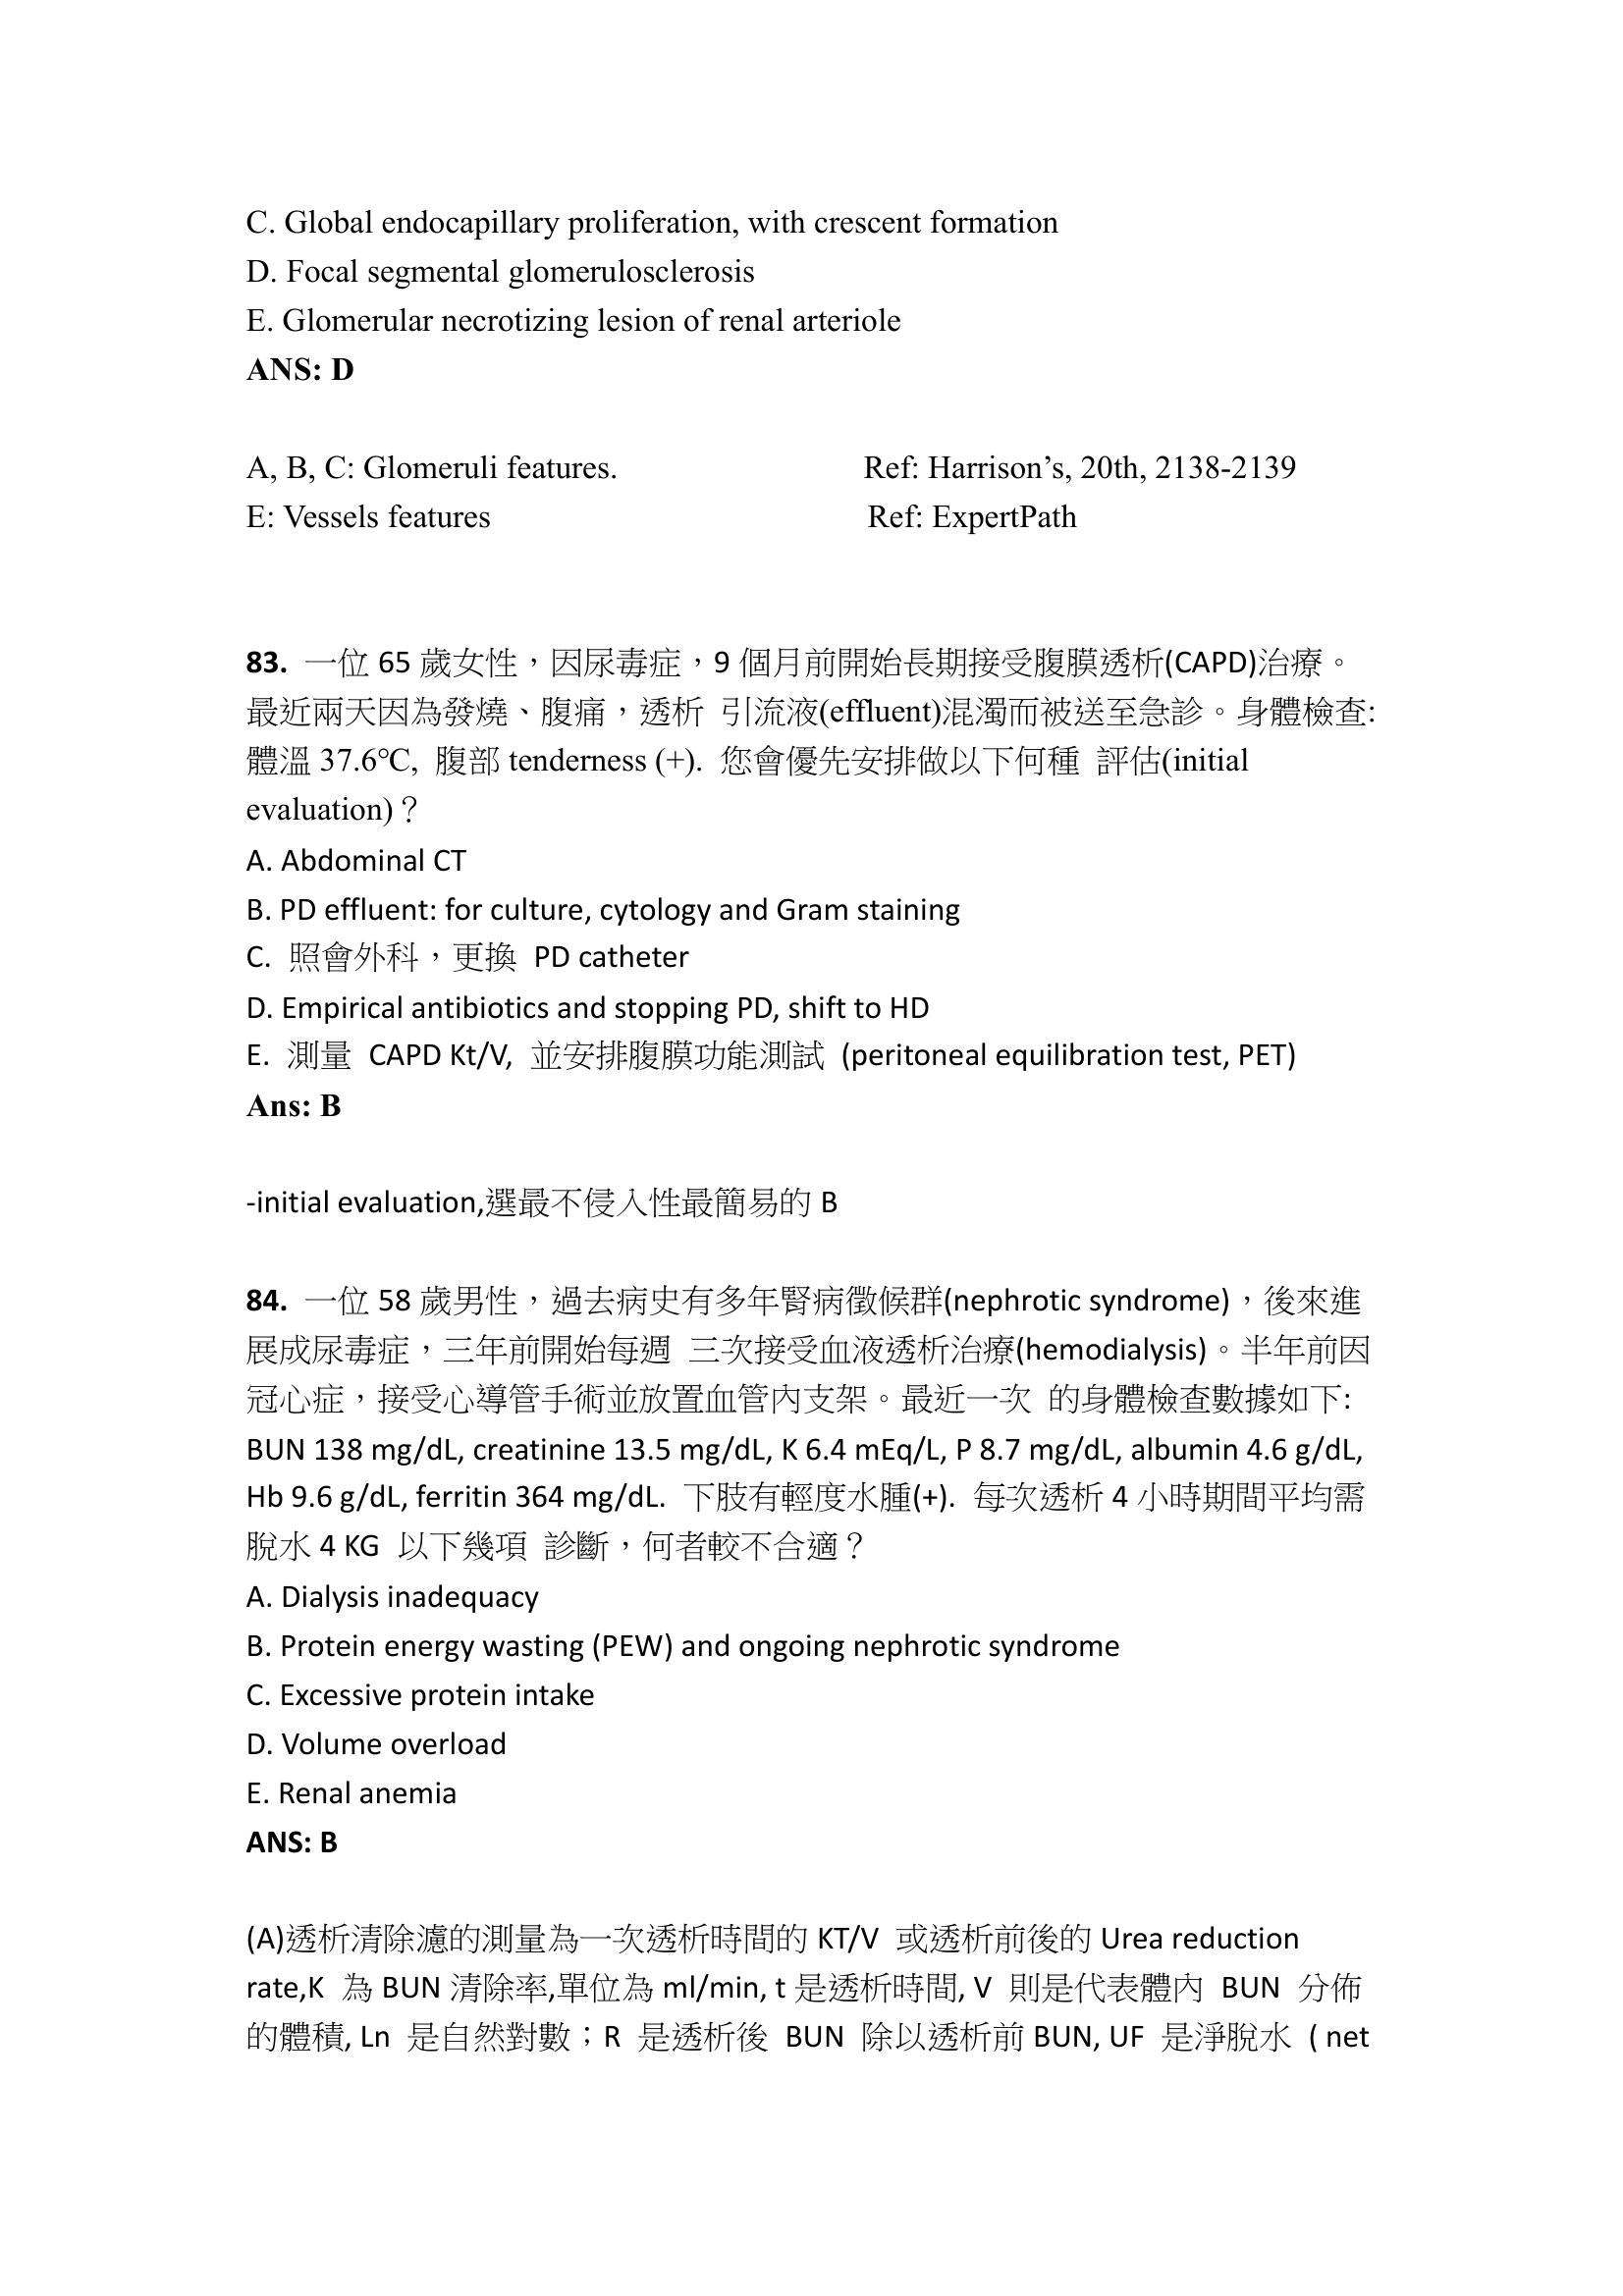 C. Global endocapillary proliferation, with crescent formation
D. Focal segmental glomerulosclerosis
E. Glomerular necrotizing lesion of renal arteriole
ANS: D
A, B, C: Glomeruli features. Ref: Harrison’s, 20th, 2138-2139
E: Vessels features Ref: ExpertPath
83. 一位 65 歲女性，因尿毒症，9 個月前開始長期接受腹膜透析(CAPD)治療。
最近兩天因為發燒、腹痛，透析 引流液(effluent)混濁而被送至急診。身體檢查:
體溫 37.6℃, 腹部 tenderness (+). 您會優先安排做以下何種 評估(initial
evaluation)？
A. Abdominal CT
B. PD effluent: for culture, cytology and Gram staining
C. 照會外科，更換 PD catheter
D. Empirical antibiotics and stopping PD, shift to HD
E. 測量 CAPD Kt/V, 並安排腹膜功能測試 (peritoneal equilibration test, PET)
Ans: B
-initial evaluation,選最不侵入性最簡易的 B
84. 一位 58 歲男性，過去病史有多年腎病徵候群(nephrotic syndrome)，後來進
展成尿毒症，三年前開始每週 三次接受血液透析治療(hemodialysis)。半年前因
冠心症，接受心導管手術並放置血管內支架。最近一次 的身體檢查數據如下:
BUN 138 mg/dL, creatinine 13.5 mg/dL, K 6.4 mEq/L, P 8.7 mg/dL, albumin 4.6 g/dL,
Hb 9.6 g/dL, ferritin 364 mg/dL. 下肢有輕度水腫(+). 每次透析 4 小時期間平均需
脫水 4 KG 以下幾項 診斷，何者較不合適？
A. Dialysis inadequacy
B. Protein energy wasting (PEW) and ongoing nephrotic syndrome
C. Excessive protein intake
D. Volume overload
E. Renal anemia
ANS: B
(A)透析清除濾的測量為一次透析時間的 KT/V 或透析前後的 Urea reduction
rate,K 為 BUN 清除率,單位為 ml/min, t 是透析時間, V 則是代表體內 BUN 分佈
的體積, Ln 是自然對數；R 是透析後 BUN 除以透析前 BUN, UF 是淨脫水 ( net